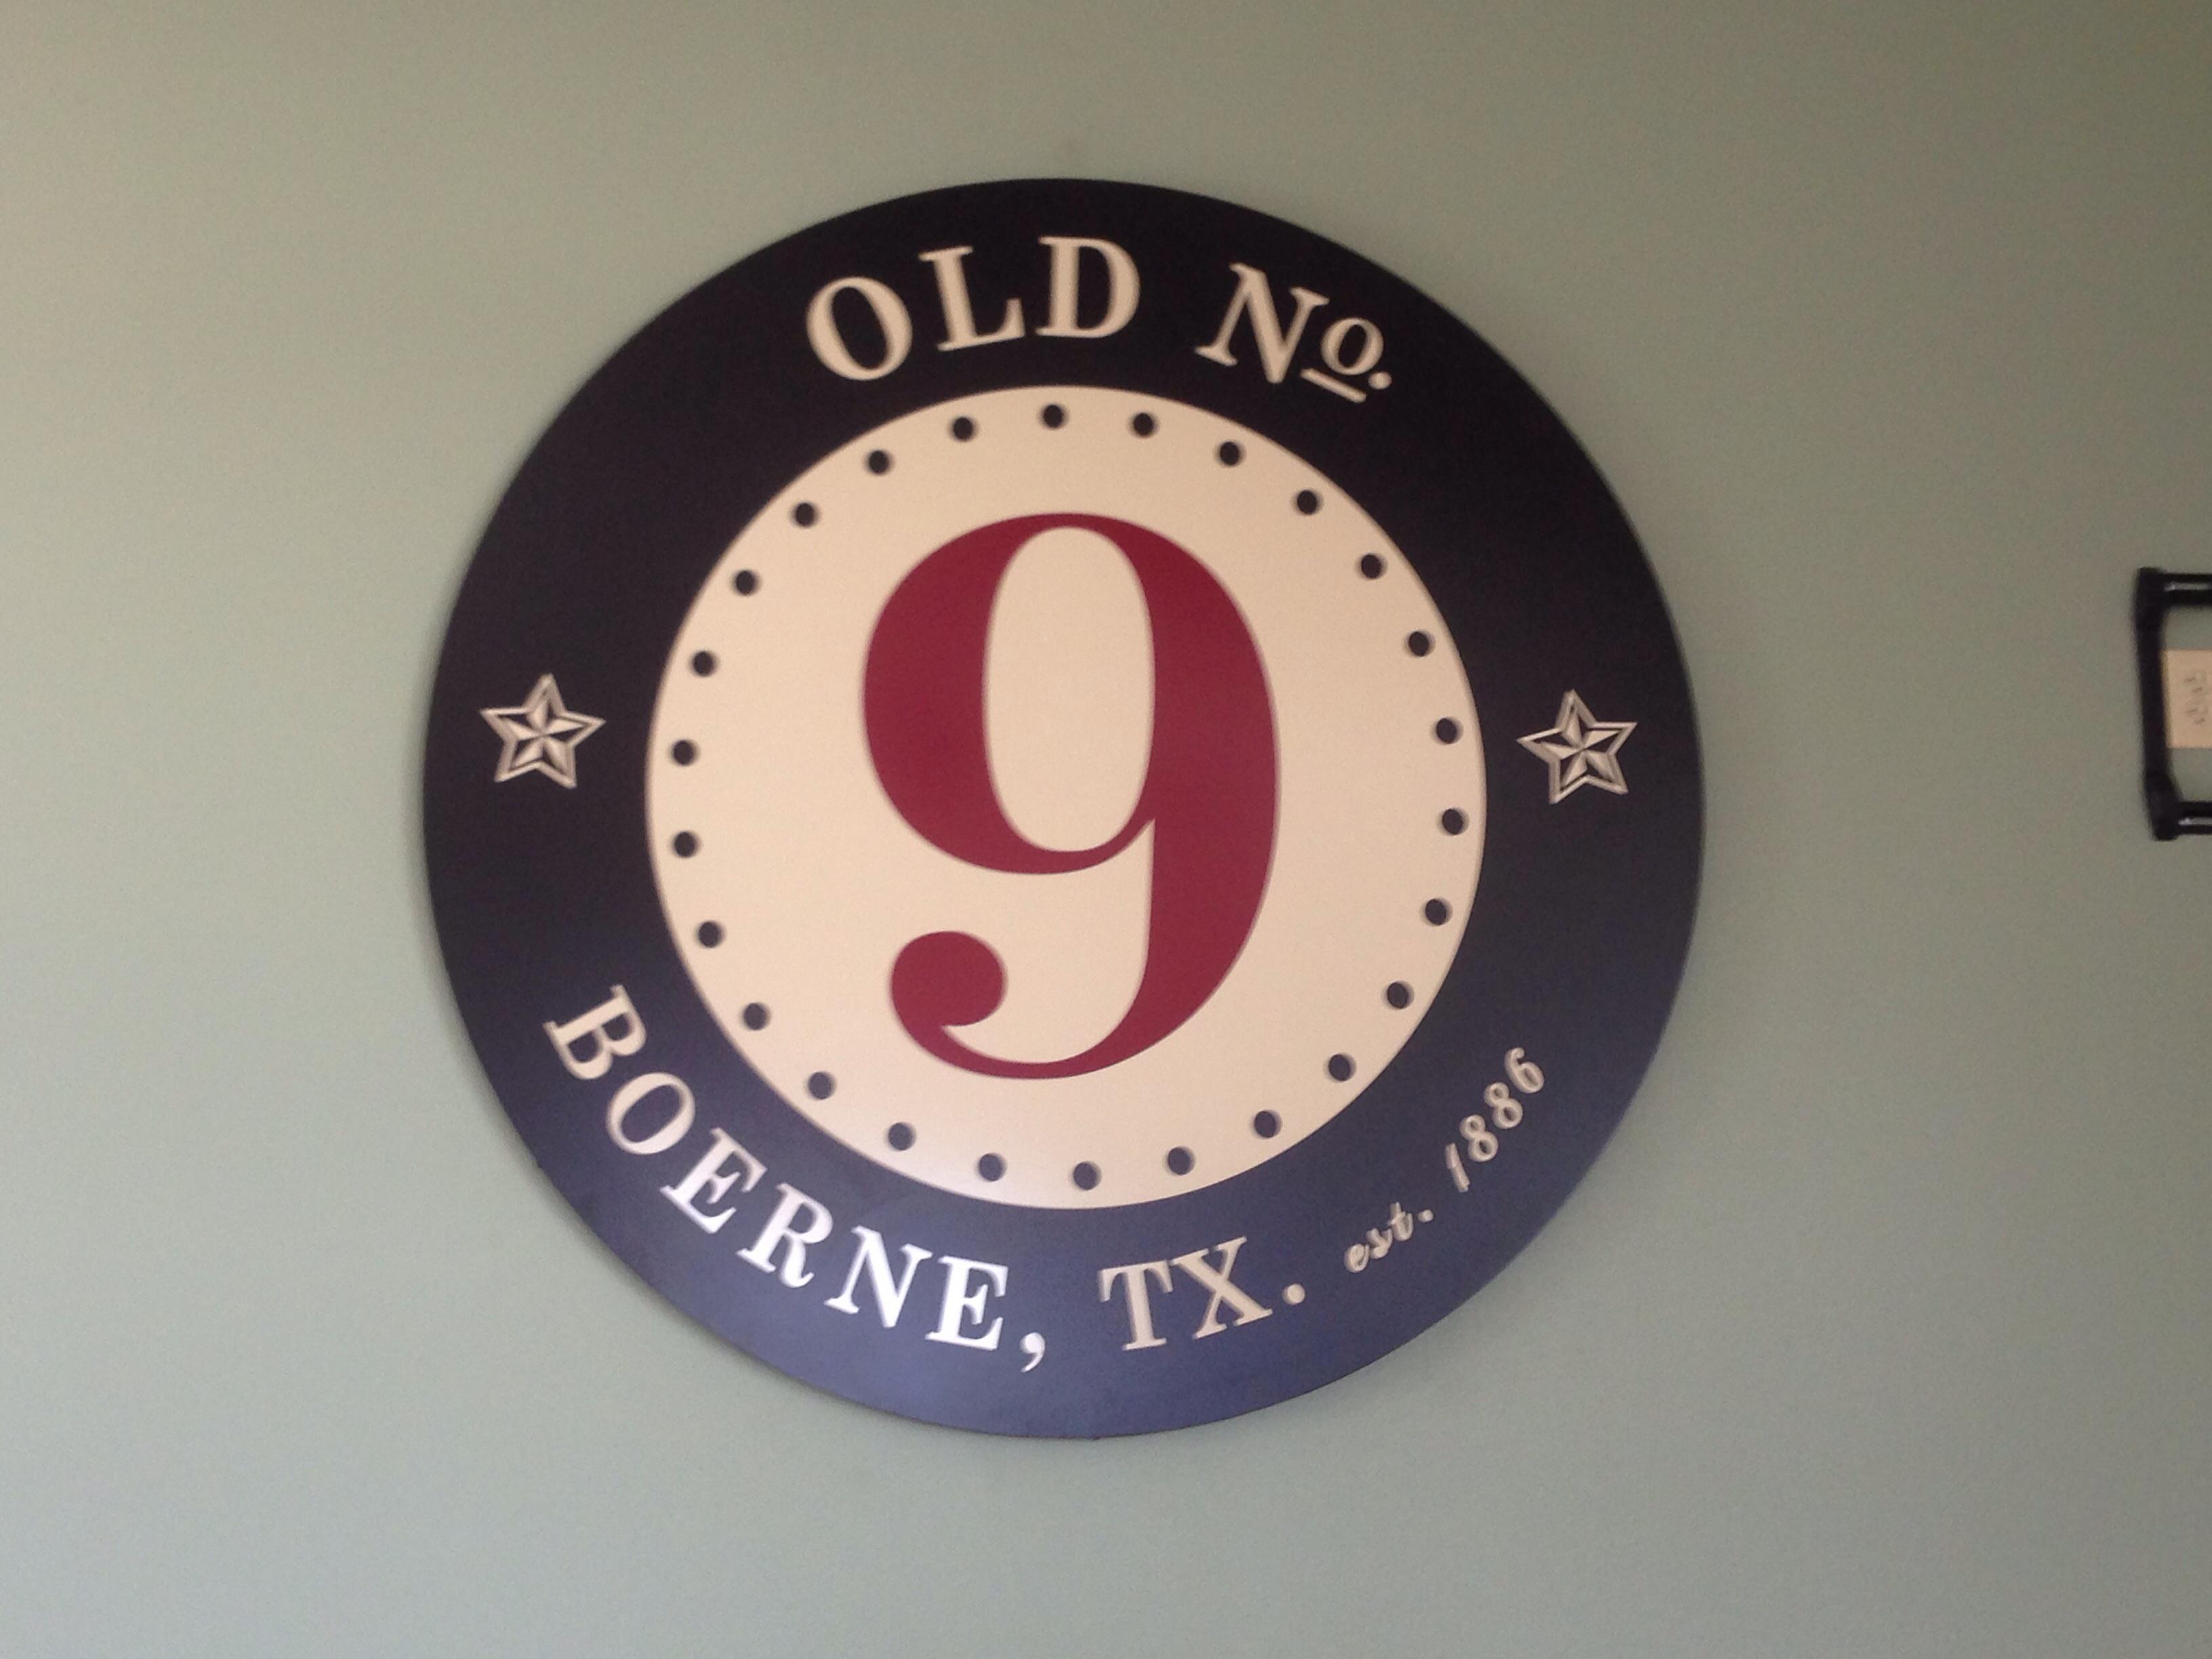 OLD No.
9
BOERNE, TX. est. 1886